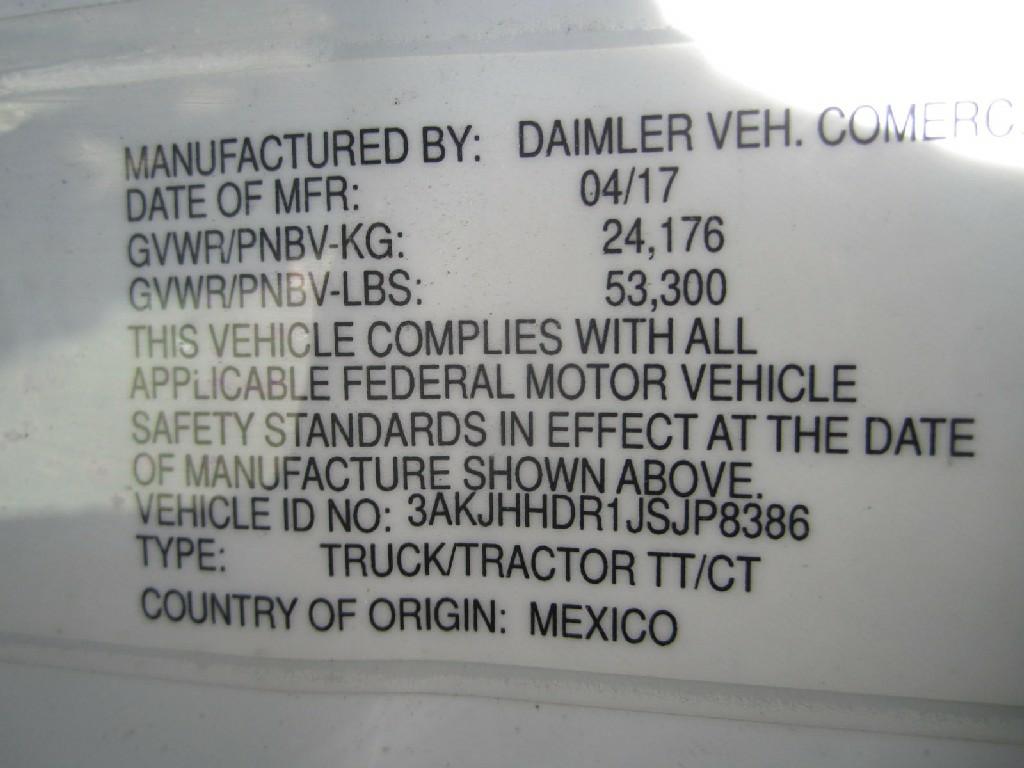 MANUFACTURED BY: DAIMLER VEH. COMERC.
DATE OF MFR: 04/17
GVWR/PNBV-KG: 24,176
GVWR/PNBV-LBS: 53,300
THIS VEHICLE COMPLIES WITH ALL
APPLICABLE FEDERAL MOTOR VEHICLE
SAFETY STANDARDS IN EFFECT AT THE DATE
OF MANUFACTURE SHOWN ABOVE.
VEHICLE ID NO: 3AKJHHDR1JSJP8386
TYPE: TRUCK/TRACTOR TT/CT
COUNTRY OF ORIGIN: MEXICO